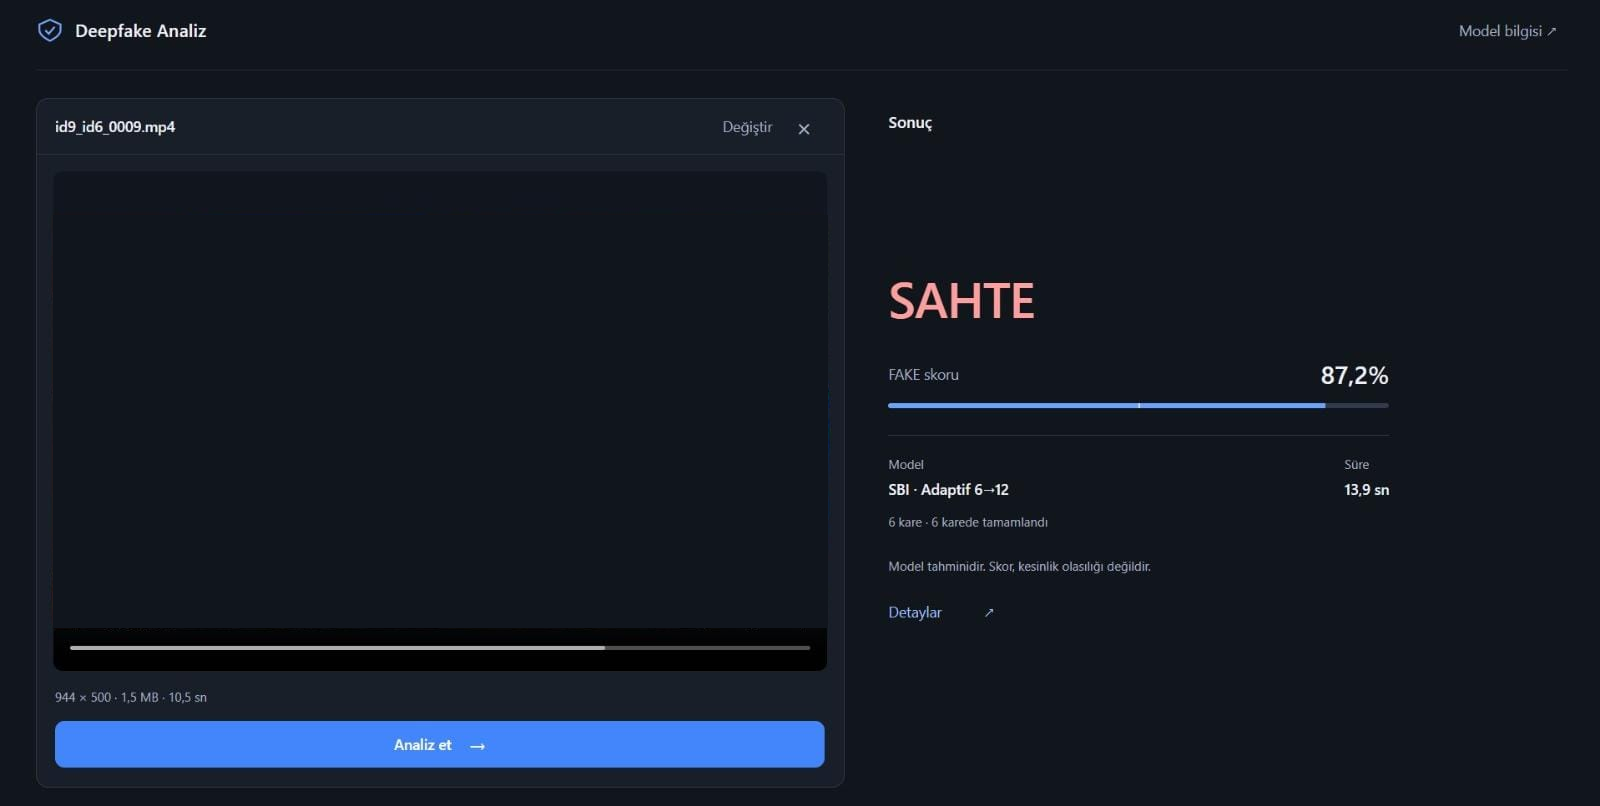 Deepfake Analiz
Model bilgisi ↗
id9_id6_0009.mp4
Değiştir ×
944 × 500 · 1,5 MB · 10,5 sn
Analiz et →
Sonuç
SAHTE
FAKE skoru 87,2%
Model Süre
SBI · Adaptif 6→12 13,9 sn
6 kare · 6 karede tamamlandı
Model tahminidir. Skor, kesinlik olasılığı değildir.
Detaylar ↗